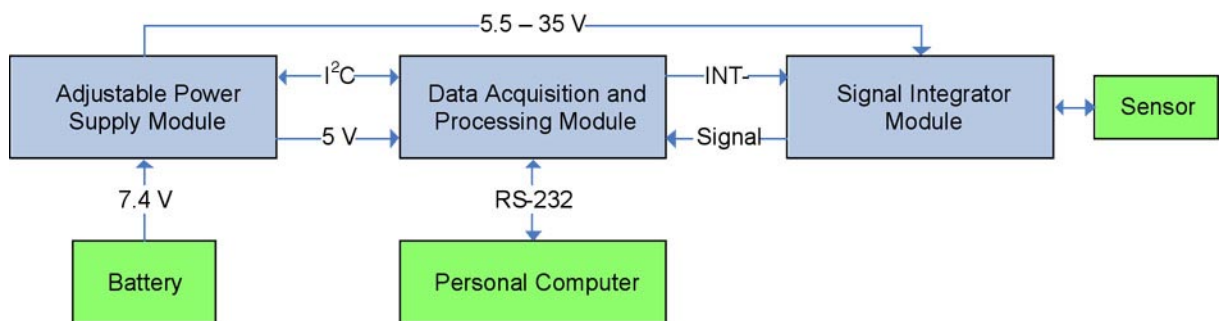 5.5 – 35 V
Adjustable Power
Supply Module
I²C
5 V
Data Acquisition and
Processing Module
INT-
Signal
Signal Integrator
Module
Sensor
7.4 V
RS-232
Battery
Personal Computer